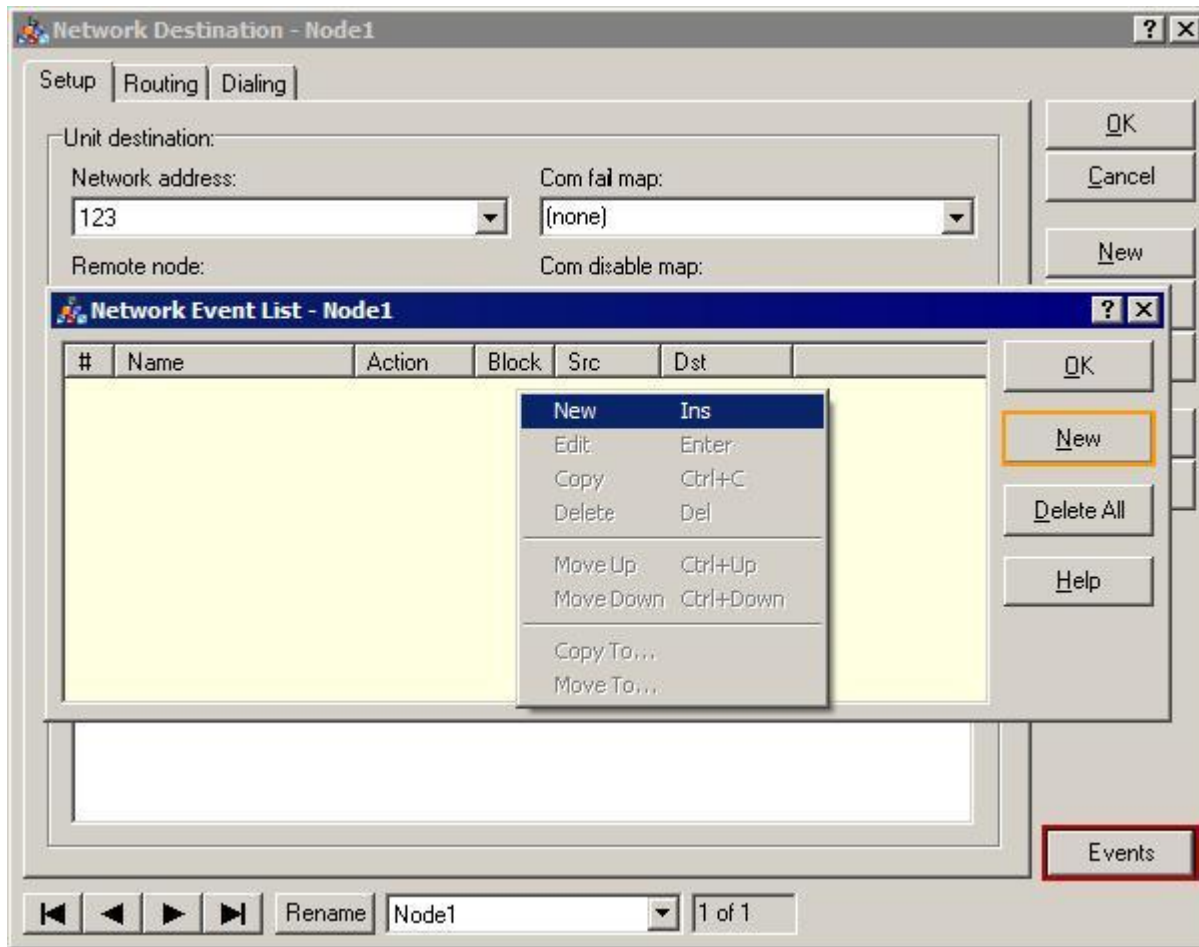 Network Destination - Node1
Setup Routing Dialing
OK
Unit destination:
Network address: Com fail map:
Cancel
123 (none)
New
Remote node: Com disable map:
Network Event List - Node1
# Name Action Block Src Dst
OK
New Ins
New
Edit Enter
Copy Ctrl+C
Delete Del
Delete All
Move Up Ctrl+Up
Help
Move Down Ctrl+Down
Copy To...
Move To...
Events
Rename Node1 1 of 1